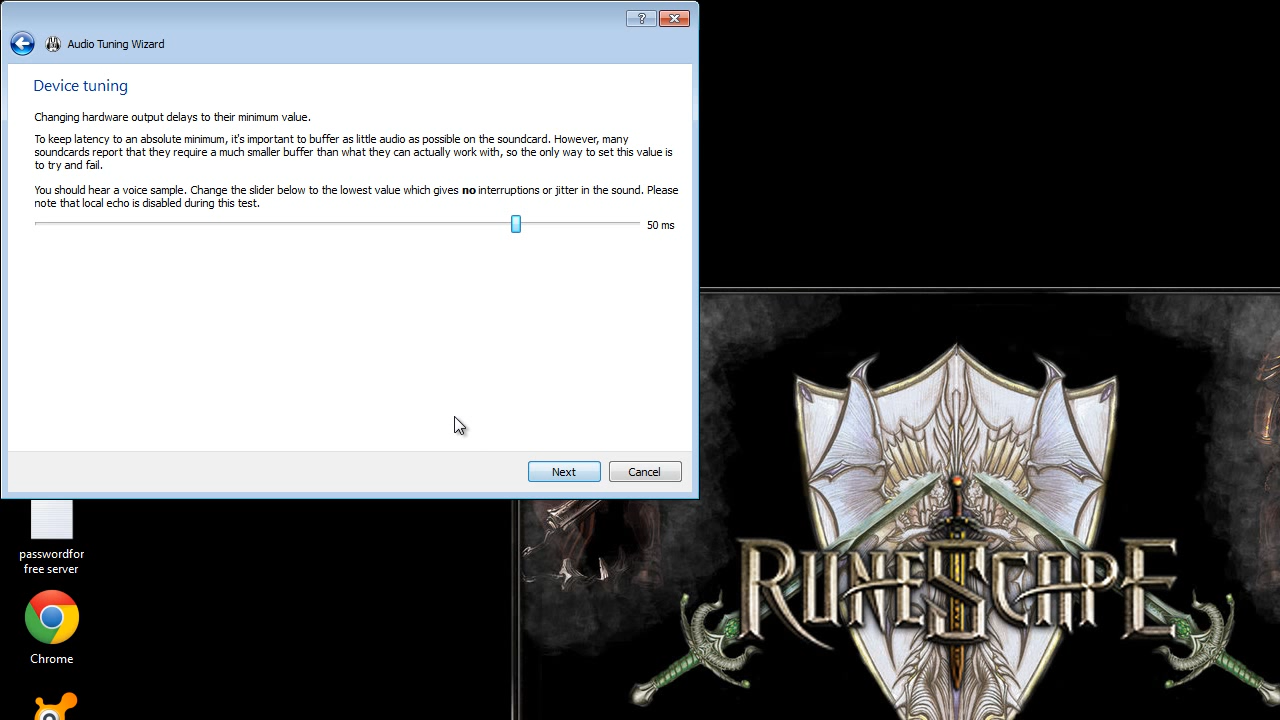 Audio Tuning Wizard
Device tuning
Changing hardware output delays to their minimum value.
To keep latency to an absolute minimum, it's important to buffer as little audio as possible on the soundcard. However, many
soundcards report that they require a much smaller buffer than what they can actually work with, so the only way to set this value is
to try and fail.
You should hear a voice sample. Change the slider below to the lowest value which gives no interruptions or jitter in the sound. Please
note that local echo is disabled during this test.
50 ms
Next
Cancel
passwordfor
free server
Chrome
RUNESCAPE